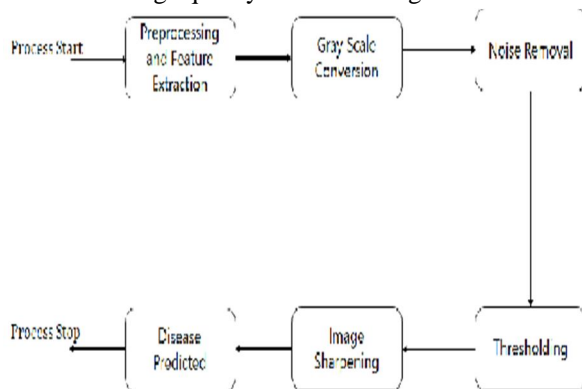 Process Start
Preprocessing
and Feature
Extraction
Gray Scale
Conversion
Noise Removal
Process Stop
Disease
Predicted
Image
Sharpening
Thresholding